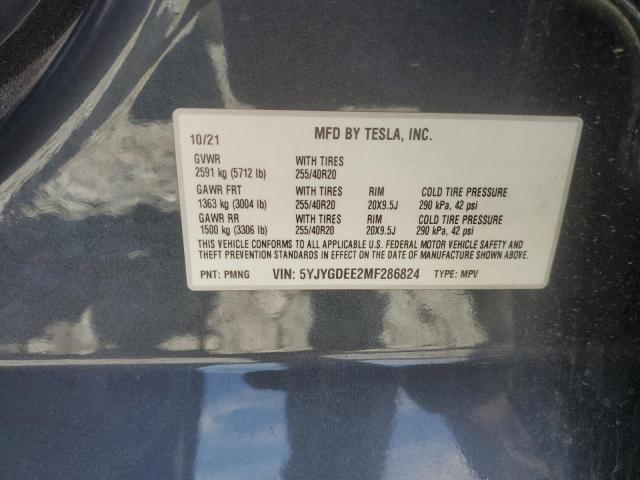 10/21 MFD BY TESLA, INC.
GVWR WITH TIRES
2591 kg (5712 lb) 255/40R20
GAWR FRT WITH TIRES RIM COLD TIRE PRESSURE
1363 kg (3004 lb) 255/40R20 20X9.5J 290 kPa, 42 psi
GAWR RR WITH TIRES RIM COLD TIRE PRESSURE
1500 kg (3306 lb) 255/40R20 20X9.5J 290 kPa, 42 psi
THIS VEHICLE CONFORMS TO ALL APPLICABLE U.S. FEDERAL MOTOR VEHICLE SAFETY AND
THEFT PREVENTION STANDARDS IN EFFECT ON THE DATE OF MANUFACTURE SHOWN ABOVE.
PNT: PMNG VIN: 5YJYGDEE2MF286824 TYPE: MPV